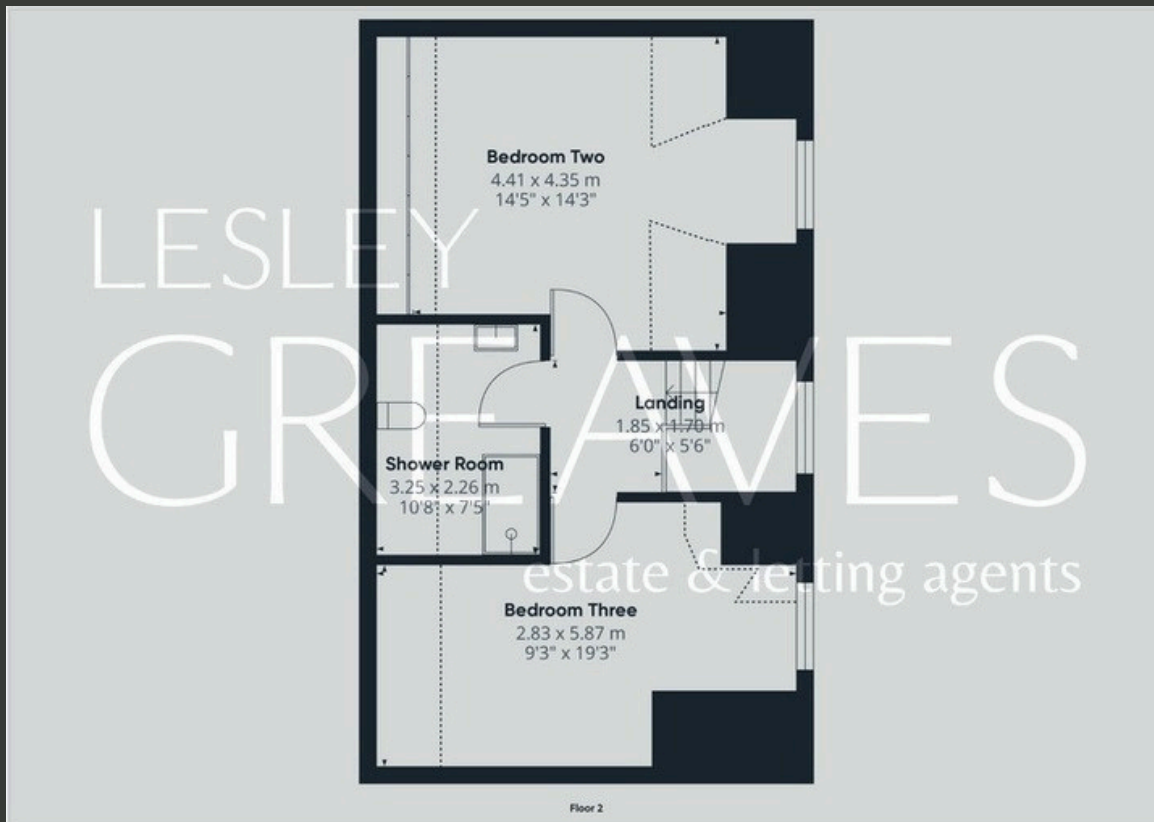 Bedroom Two
4.41 x 4.35 m
14'5" x 14'3"
LESLEY
GREAVES
estate & letting agents
Landing
1.85 x 1.70 m
6'0" x 5'6"
Shower Room
3.25 x 2.26 m
10'8" x 7'5"
Bedroom Three
2.83 x 5.87 m
9'3" x 19'3"
Floor 2